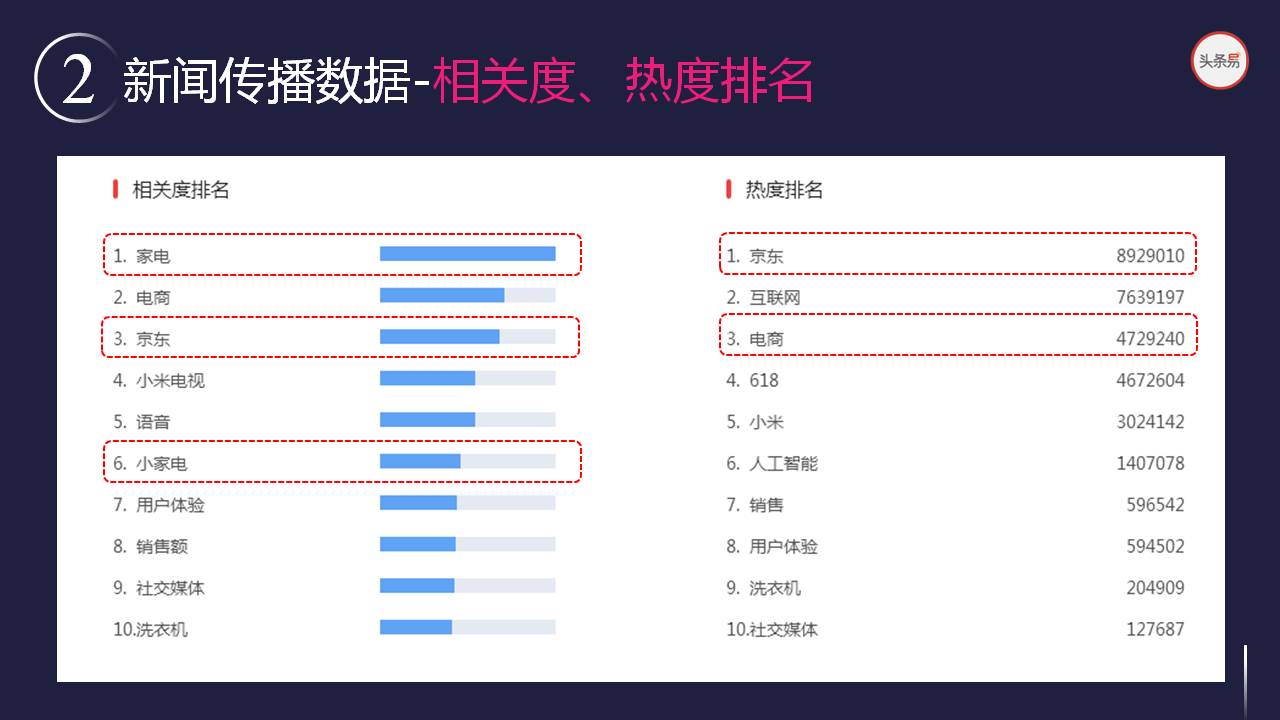 2 新闻传播数据-相关度、热度排名
头条易
相关度排名
1. 家电
2. 电商
3. 京东
4. 小米电视
5. 语音
6. 小家电
7. 用户体验
8. 销售额
9. 社交媒体
10.洗衣机
热度排名
1. 京东 8929010
2. 互联网 7639197
3. 电商 4729240
4. 618 4672604
5. 小米 3024142
6. 人工智能 1407078
7. 销售 596542
8. 用户体验 594502
9. 洗衣机 204909
10.社交媒体 127687